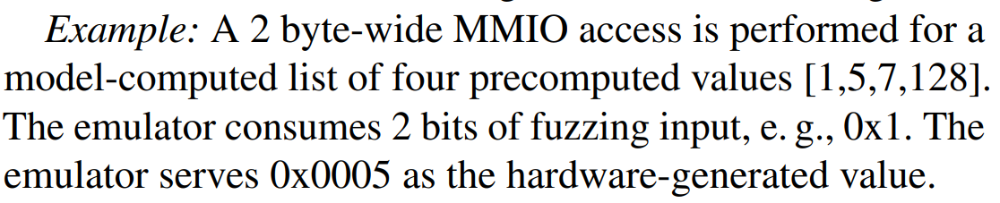 Example: A 2 byte-wide MMIO access is performed for a
model-computed list of four precomputed values [1,5,7,128].
The emulator consumes 2 bits of fuzzing input, e. g., 0x1. The
emulator serves 0x0005 as the hardware-generated value.